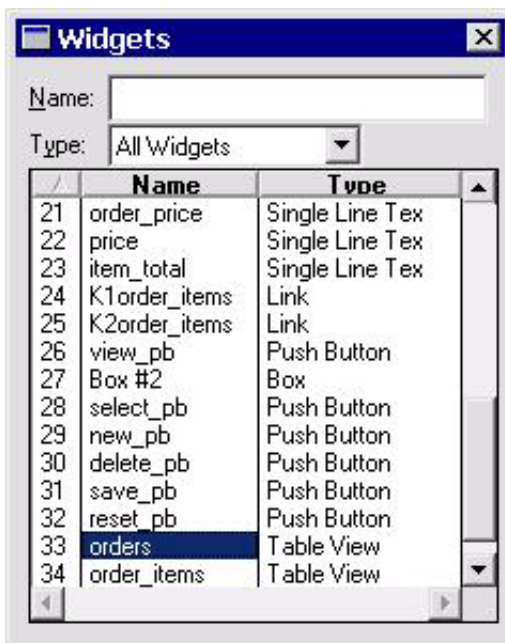 Widgets
Name:
Type: All Widgets
/ Name Type
21 order_price Single Line Tex
22 price Single Line Tex
23 item_total Single Line Tex
24 K1order_items Link
25 K2order_items Link
26 view_pb Push Button
27 Box #2 Box
28 select_pb Push Button
29 new_pb Push Button
30 delete_pb Push Button
31 save_pb Push Button
32 reset_pb Push Button
33 orders Table View
34 order_items Table View